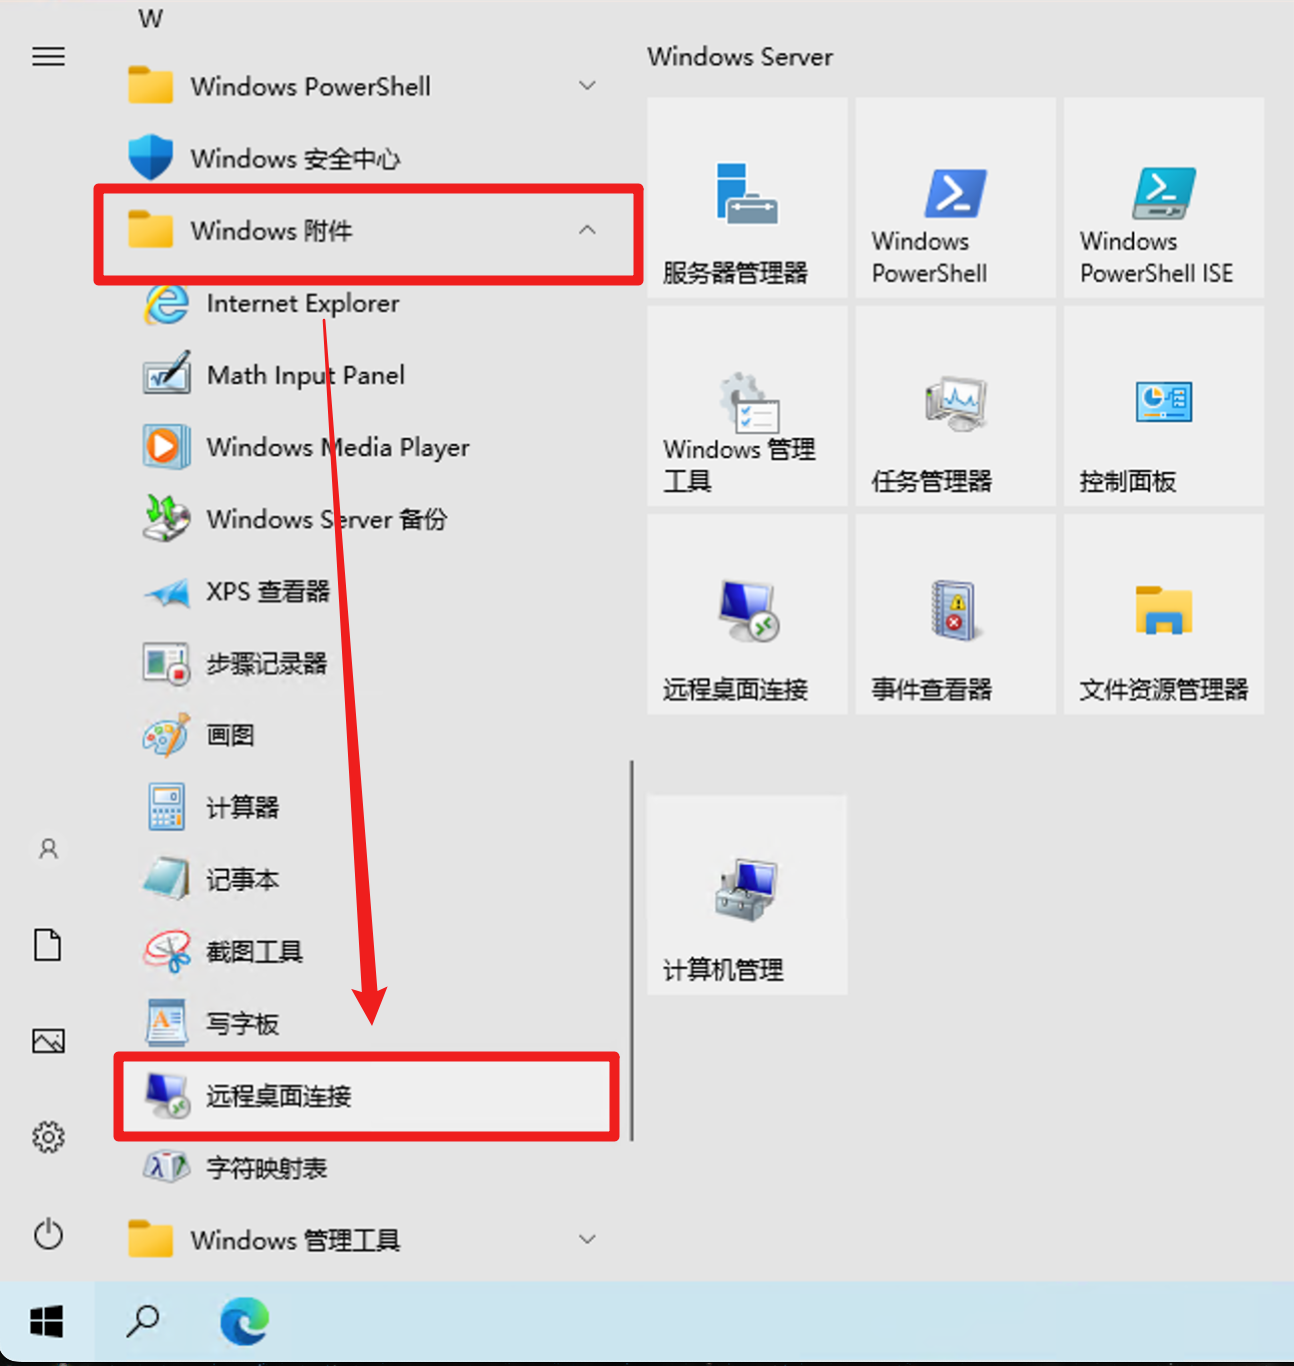 W
Windows PowerShell
Windows 安全中心
Windows 附件
Internet Explorer
Math Input Panel
Windows Media Player
Windows Server 备份
XPS 查看器
步骤记录器
画图
计算器
记事本
截图工具
写字板
远程桌面连接
字符映射表
Windows 管理工具
Windows Server
服务器管理器
Windows
PowerShell
Windows
PowerShell ISE
Windows 管理
工具
任务管理器
控制面板
远程桌面连接
事件查看器
文件资源管理器
计算机管理